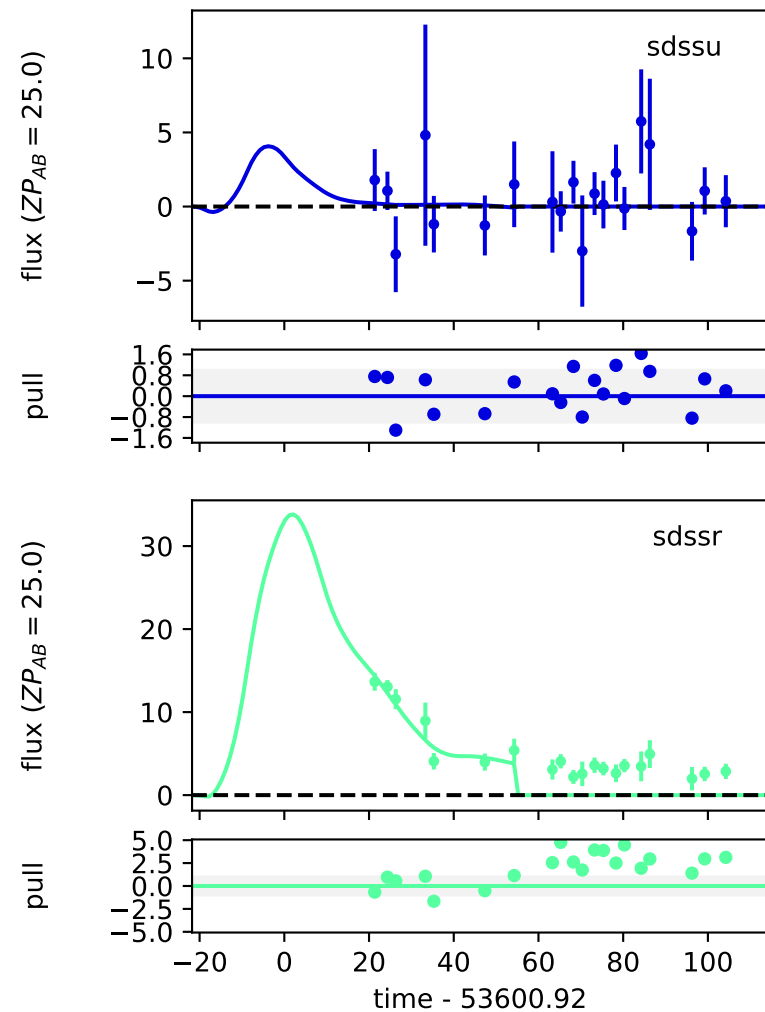 sdssu
flux (ZP_AB = 25.0)
10
5
0
−5
pull
1.6
0.8
0.0
−0.8
−1.6
sdssr
flux (ZP_AB = 25.0)
30
20
10
0
pull
5.0
2.5
0.0
−2.5
−5.0
−20 0 20 40 60 80 100
time - 53600.92